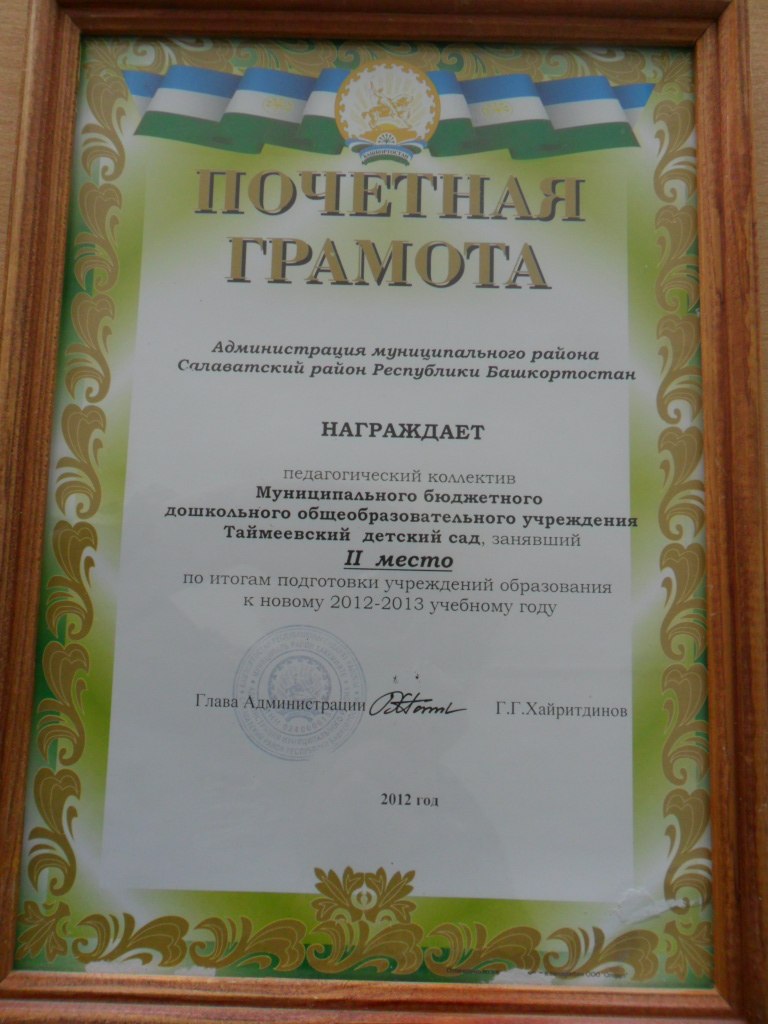 БАШКОРТОСТАН
ПОЧЕТНАЯ
ГРАМОТА
Администрация муниципального района
Салаватский район Республики Башкортостан
НАГРАЖДАЕТ
педагогический коллектив
Муниципального бюджетного
дошкольного общеобразовательного учреждения
Таймеевский детский сад, занявший
II место
по итогам подготовки учреждений образования
к новому 2012-2013 учебному году
Глава Администрации Г.Г.Хайритдинов
2012 год